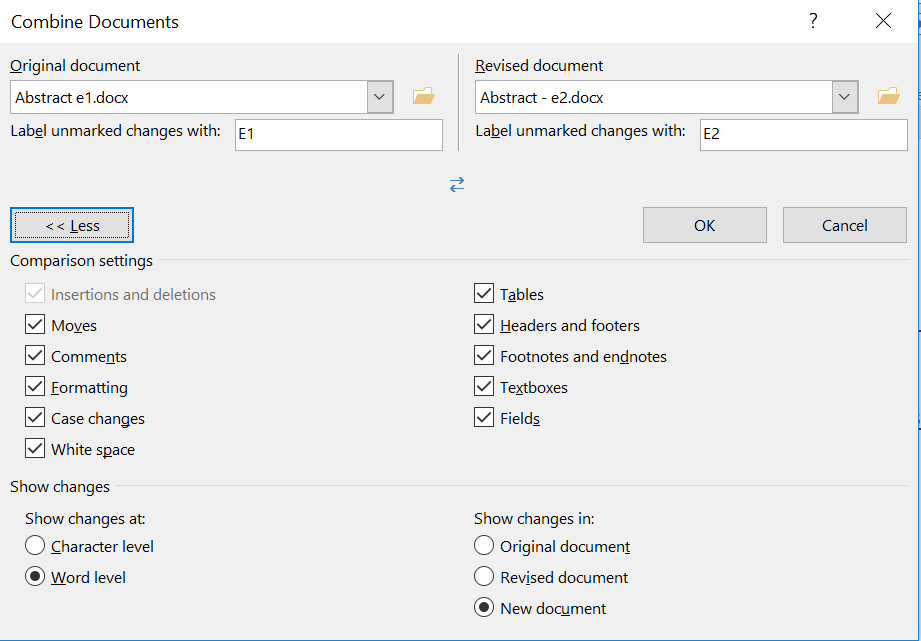 Combine Documents
?
Original document
Revised document
Abstract e1.docx
Abstract - e2.docx
Label unmarked changes with:
E1
Label unmarked changes with:
E2
<< Less
OK
Cancel
Comparison settings
Insertions and deletions
Moves
Comments
Formatting
Case changes
White space
Tables
Headers and footers
Footnotes and endnotes
Textboxes
Fields
Show changes
Show changes at:
Character level
Word level
Show changes in:
Original document
Revised document
New document